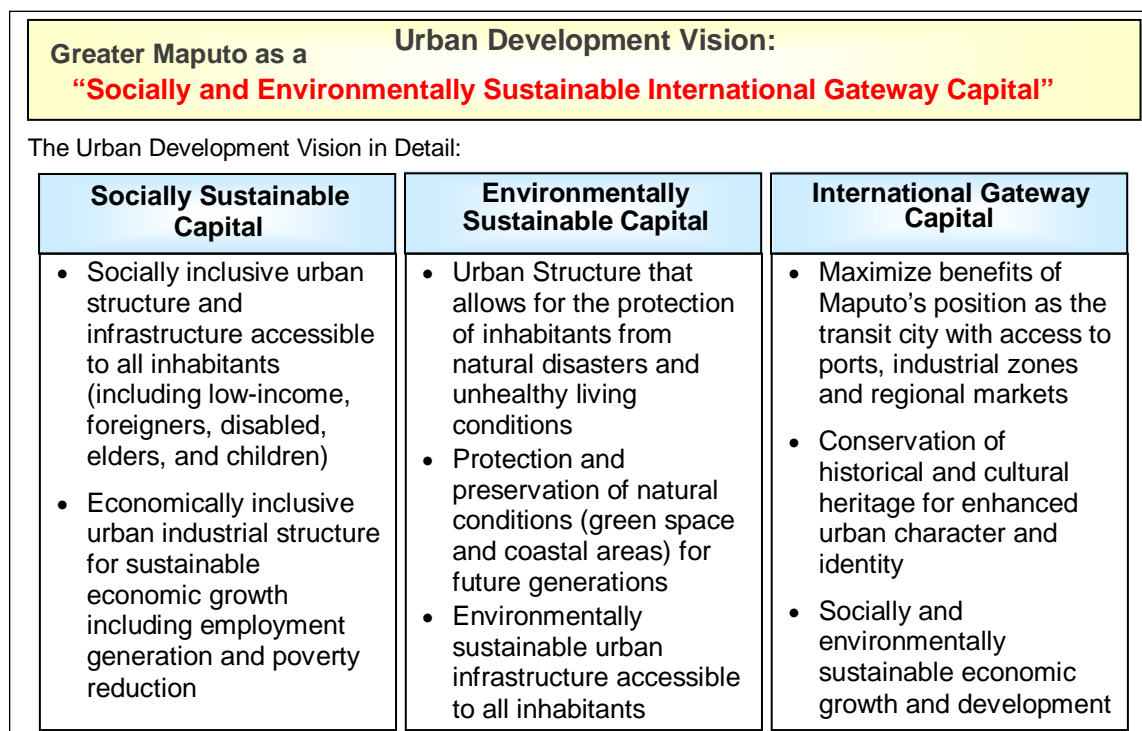 Urban Development Vision:
Greater Maputo as a
“Socially and Environmentally Sustainable International Gateway Capital”
The Urban Development Vision in Detail:
Socially Sustainable
Capital
• Socially inclusive urban
structure and
infrastructure accessible
to all inhabitants
(including low-income,
foreigners, disabled,
elders, and children)
• Economically inclusive
urban industrial structure
for sustainable
economic growth
including employment
generation and poverty
reduction
Environmentally
Sustainable Capital
• Urban Structure that
allows for the protection
of inhabitants from
natural disasters and
unhealthy living
conditions
• Protection and
preservation of natural
conditions (green space
and coastal areas) for
future generations
• Environmentally
sustainable urban
infrastructure accessible
to all inhabitants
International Gateway
Capital
• Maximize benefits of
Maputo’s position as the
transit city with access to
ports, industrial zones
and regional markets
• Conservation of
historical and cultural
heritage for enhanced
urban character and
identity
• Socially and
environmentally
sustainable economic
growth and development